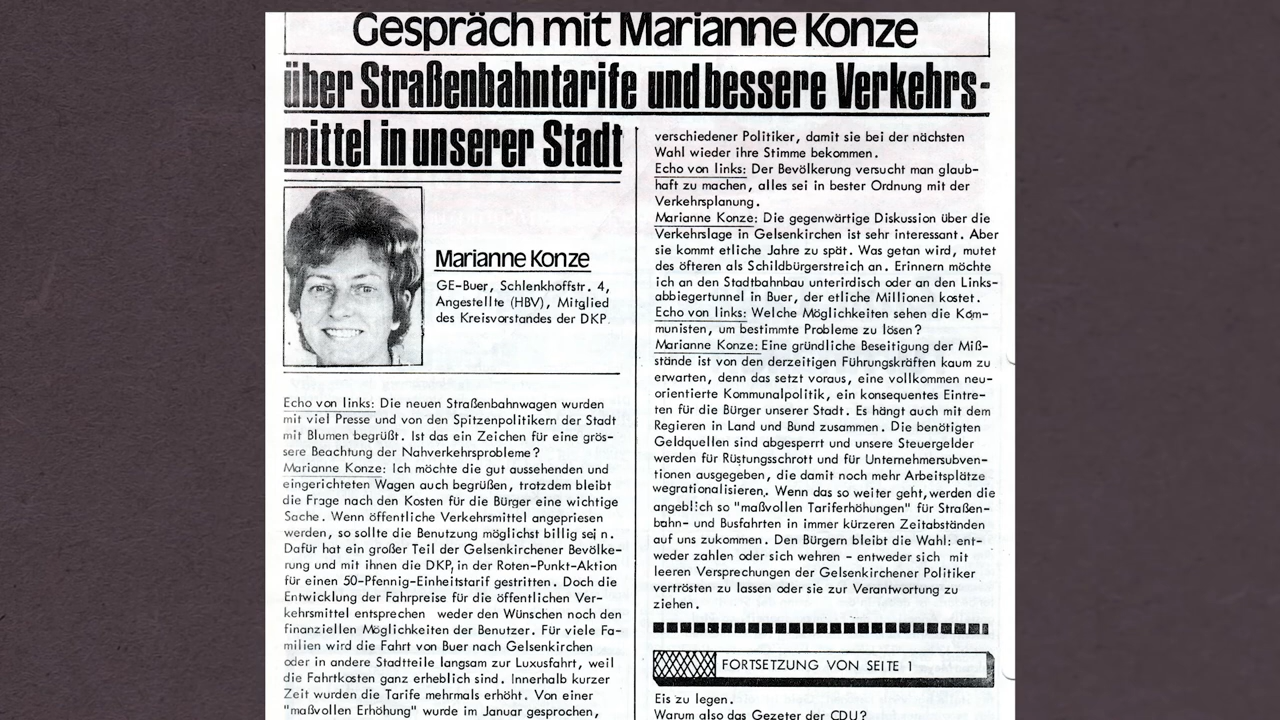 Gespräch mit Marianne Konze
über Straßenbahntarife und bessere Verkehrs-
mittel in unserer Stadt
Marianne Konze
GE-Buer, Schlenkhoffstr. 4,
Angestellte (HBV), Mitglied
des Kreisvorstandes der DKP.
Echo von links: Die neuen Straßenbahnwagen wurden
mit viel Presse und von den Spitzenpolitikern der Stadt
mit Blumen begrüßt. Ist das ein Zeichen für eine grös-
sere Beachtung der Nahverkehrsprobleme?
Marianne Konze: Ich möchte die gut aussehenden und
eingerichteten Wagen auch begrüßen, trotzdem bleibt
die Frage nach den Kosten für die Bürger eine wichtige
Sache. Wenn öffentliche Verkehrsmittel angepriesen
werden, so sollte die Benutzung möglichst billig sein.
Dafür hat ein großer Teil der Gelsenkirchener Bevölke-
rung und mit ihnen die DKP, in der Roten-Punkt-Aktion
für einen 50-Pfennig-Einheitstarif gestritten. Doch die
Entwicklung der Fahrpreise für die öffentlichen Ver-
kehrsmittel entsprechen weder den Wünschen noch den
finanziellen Möglichkeiten der Benutzer. Für viele Fa-
milien wird die Fahrt von Buer nach Gelsenkirchen
oder in andere Stadtteile langsam zur Luxusfahrt, weil
die Fahrtkosten ganz erheblich sind. Innerhalb kurzer
Zeit wurden die Tarife mehrmals erhöht. Von einer
"maßvollen Erhöhung" wurde im Januar gesprochen,
verschiedener Politiker, damit sie bei der nächsten
Wahl wieder ihre Stimme bekommen.
Echo von links: Der Bevölkerung versucht man glaub-
haft zu machen, alles sei in bester Ordnung mit der
Verkehrsplanung.
Marianne Konze: Die gegenwärtige Diskussion über die
Verkehrslage in Gelsenkirchen ist sehr interessant. Aber
sie kommt etliche Jahre zu spät. Was getan wird, mutet
des öfteren als Schildbürgerstreich an. Erinnern möchte
ich an den Stadtbahnbau unterirdisch oder an den Links-
abbiegertunnel in Buer, der etliche Millionen kostet.
Echo von links: Welche Möglichkeiten sehen die Kom-
munisten, um bestimmte Probleme zu lösen?
Marianne Konze: Eine gründliche Beseitigung der Miß-
stände ist von den derzeitigen Führungskräften kaum zu
erwarten, denn das setzt voraus, eine vollkommen neu-
orientierte Kommunalpolitik, ein konsequentes Eintre-
ten für die Bürger unserer Stadt. Es hängt auch mit dem
Regieren in Land und Bund zusammen. Die benötigten
Geldquellen sind abgesperrt und unsere Steuergelder
werden für Rüstungsschrott und für Unternehmersubven-
tionen ausgegeben, die damit noch mehr Arbeitsplätze
wegrationalisieren. Wenn das so weiter geht, werden die
angeblich so "maßvollen Tariferhöhungen" für Straßen-
bahn- und Busfahrten in immer kürzeren Zeitabständen
auf uns zukommen. Den Bürgern bleibt die Wahl: ent-
weder zahlen oder sich wehren - entweder sich mit
leeren Versprechungen der Gelsenkirchener Politiker
vertrösten zu lassen oder sie zur Verantwortung zu
ziehen.
FORTSETZUNG VON SEITE 1
Eis zu legen.
Warum also das Gezeter der CDU?